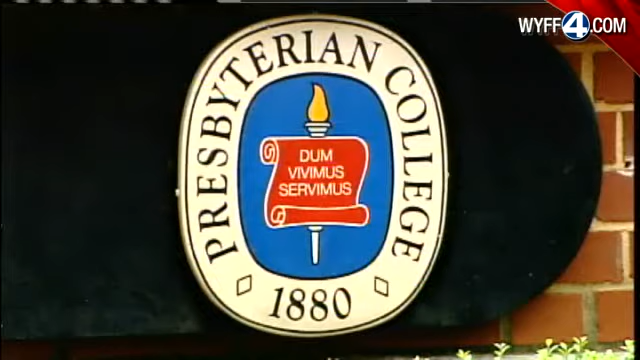 WYFF4.COM
PRESBYTERIAN COLLEGE
DUM
VIVIMUS
SERVIMUS
1880